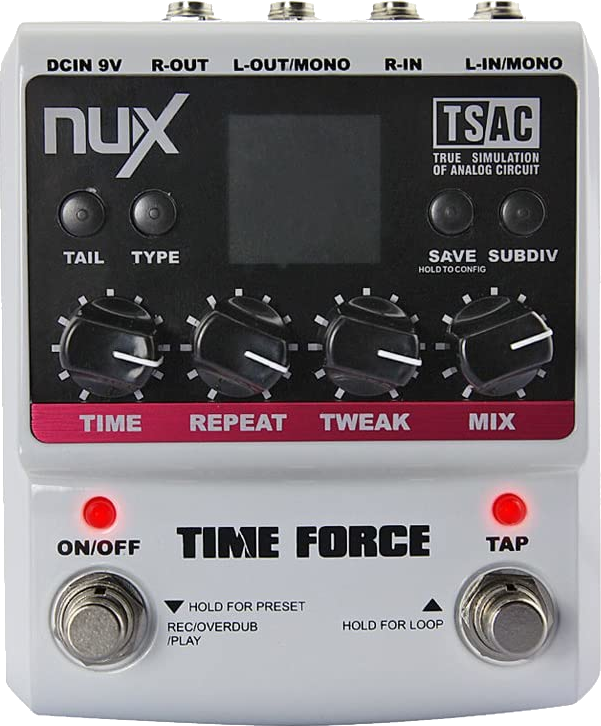 DCIN 9V R-OUT L-OUT/MONO R-IN L-IN/MONO
nux
TSAC
TRUE SIMULATION
OF ANALOG CIRCUIT
TAIL TYPE SAVE SUBDIV
HOLD TO CONFIG
TIME REPEAT TWEAK MIX
ON/OFF TIME FORCE TAP
▼ HOLD FOR PRESET
REC/OVERDUB
/PLAY
▲
HOLD FOR LOOP